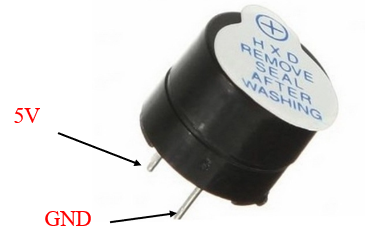 H X D
REMOVE
SEAL
AFTER
WASHING
5V
GND